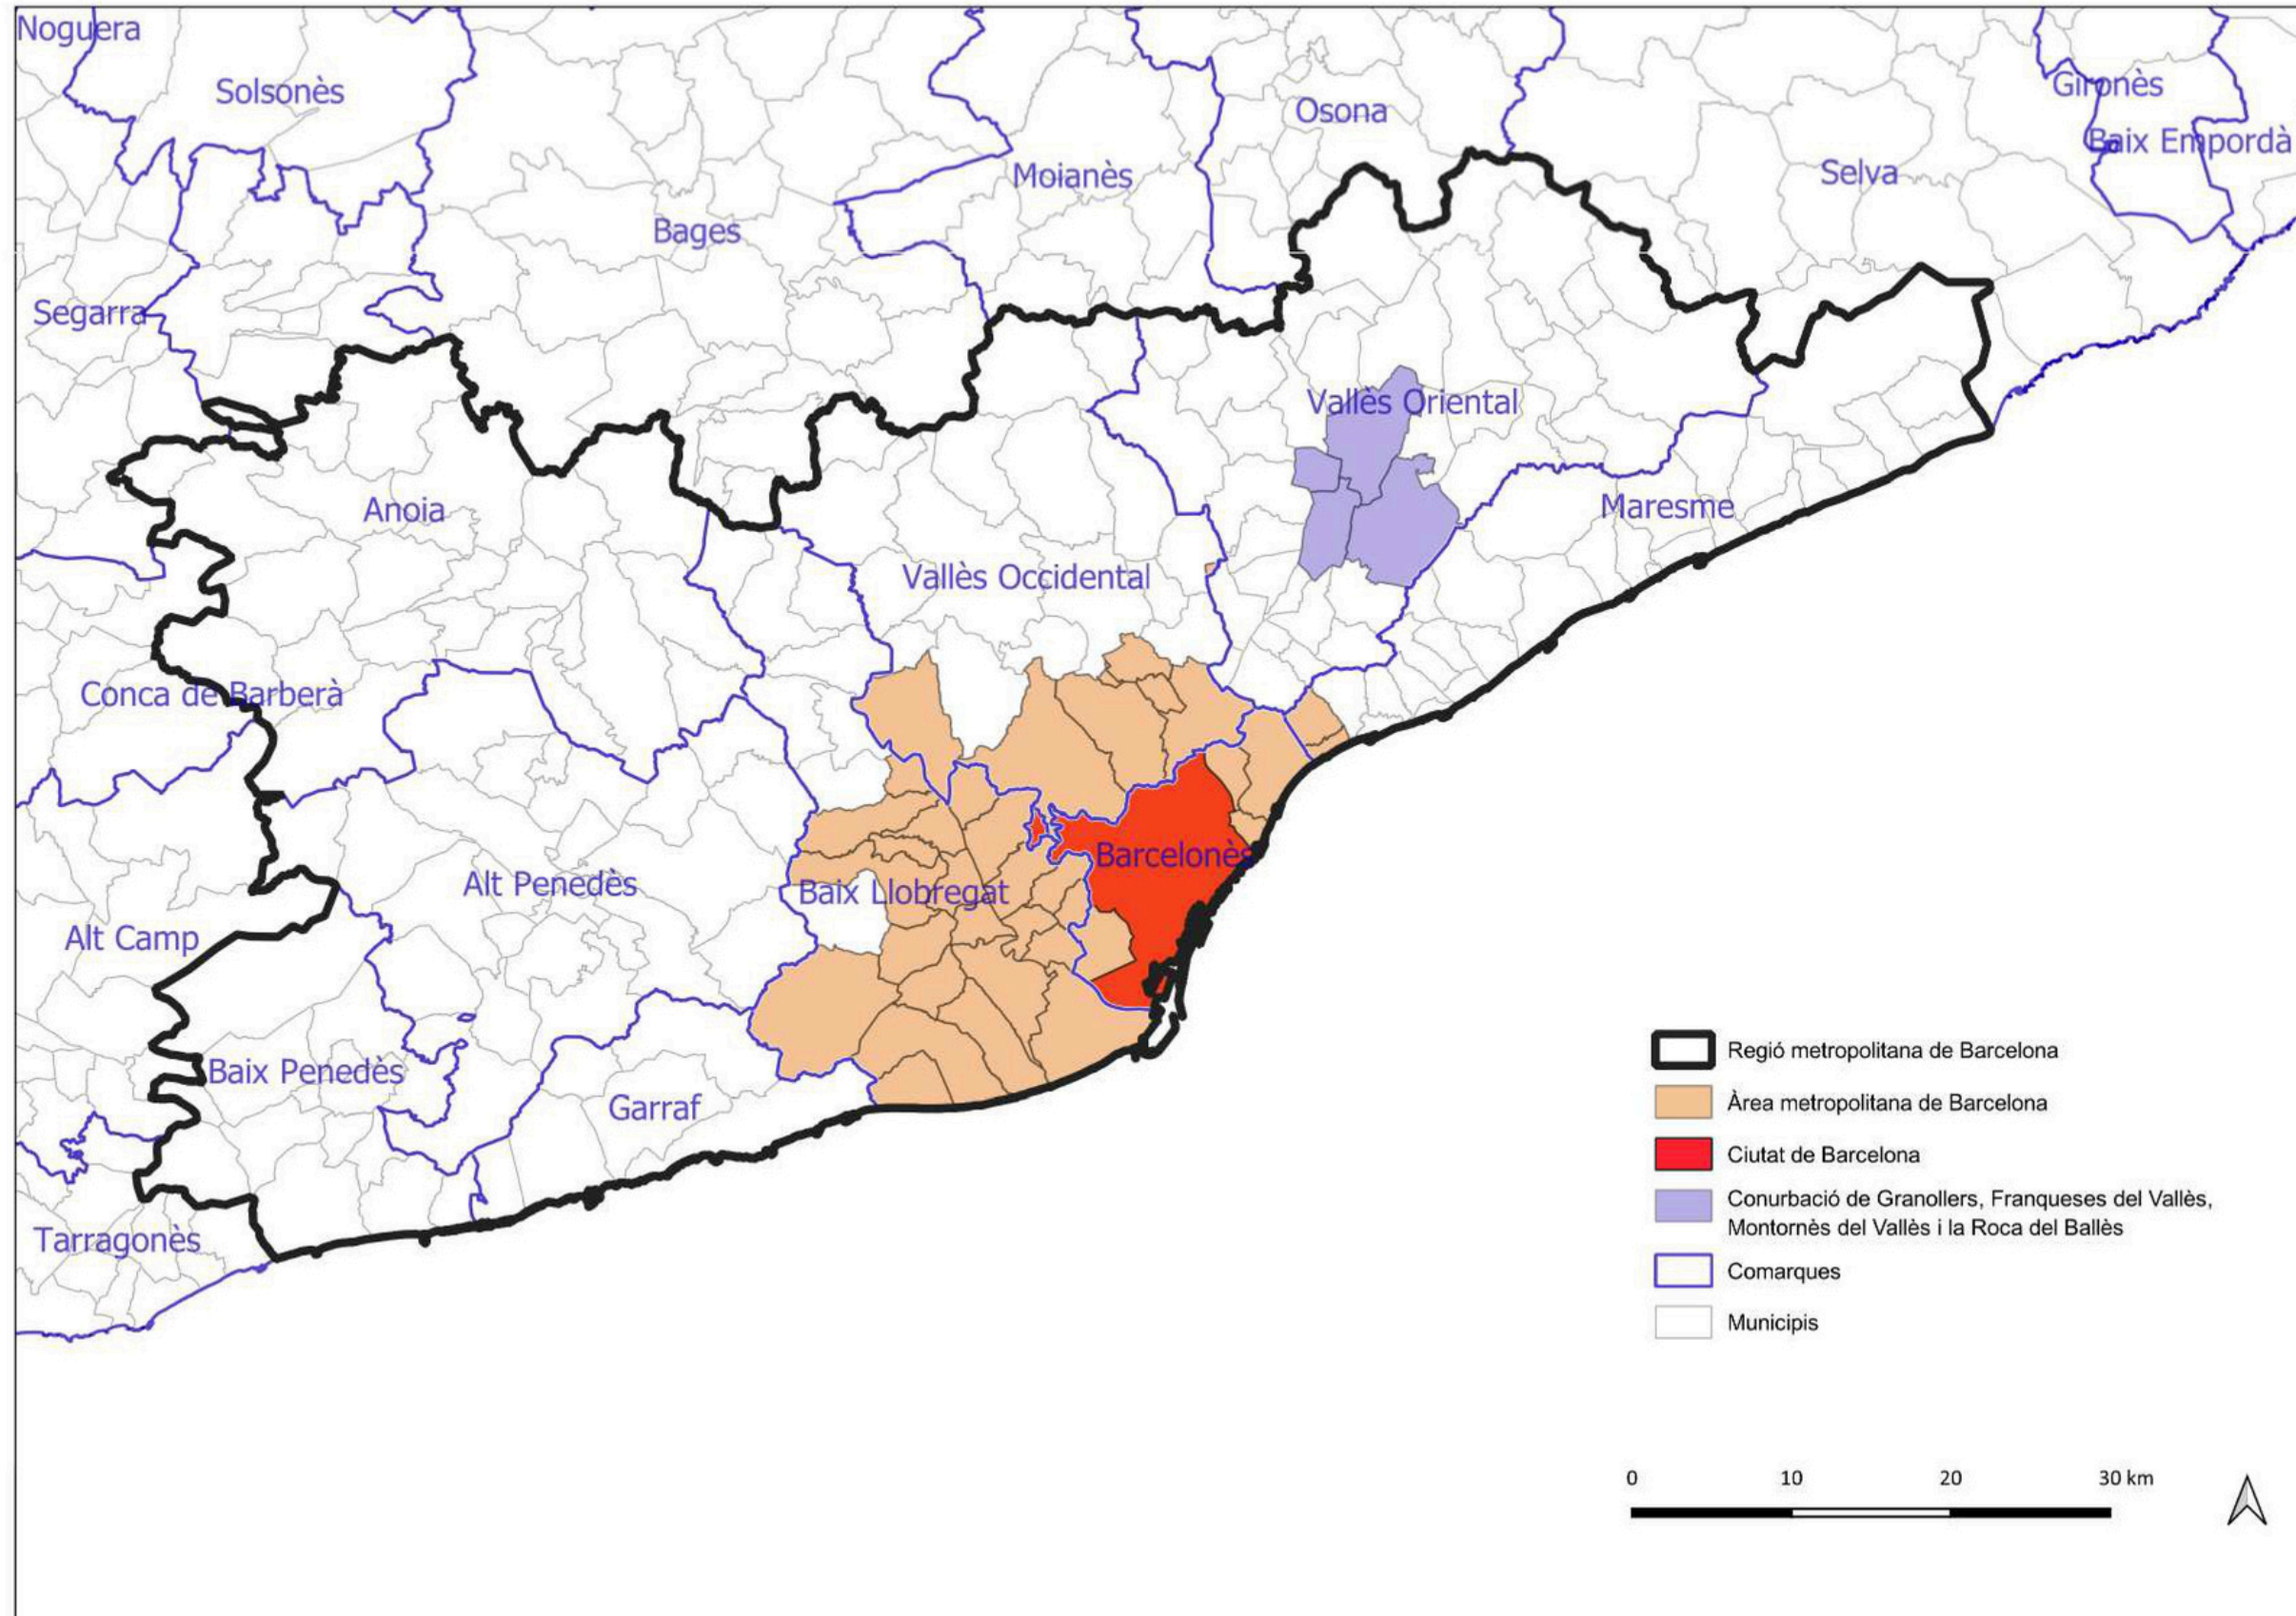 Noguera
Solsonès
Gironès
Osona
Baix Empordà
Moianès
Selva
Bages
Segarra
Vallès Oriental
Anoia
Maresme
Vallès Occidental
Conca de Barberà
Barcelonès
Alt Penedès
Baix Llobregat
Alt Camp
Baix Penedès
Garraf
Tarragonès
Regió metropolitana de Barcelona
Àrea metropolitana de Barcelona
Ciutat de Barcelona
Conurbació de Granollers, Franqueses del Vallès,
Montornès del Vallès i la Roca del Ballès
Comarques
Municipis
0 10 20 30 km